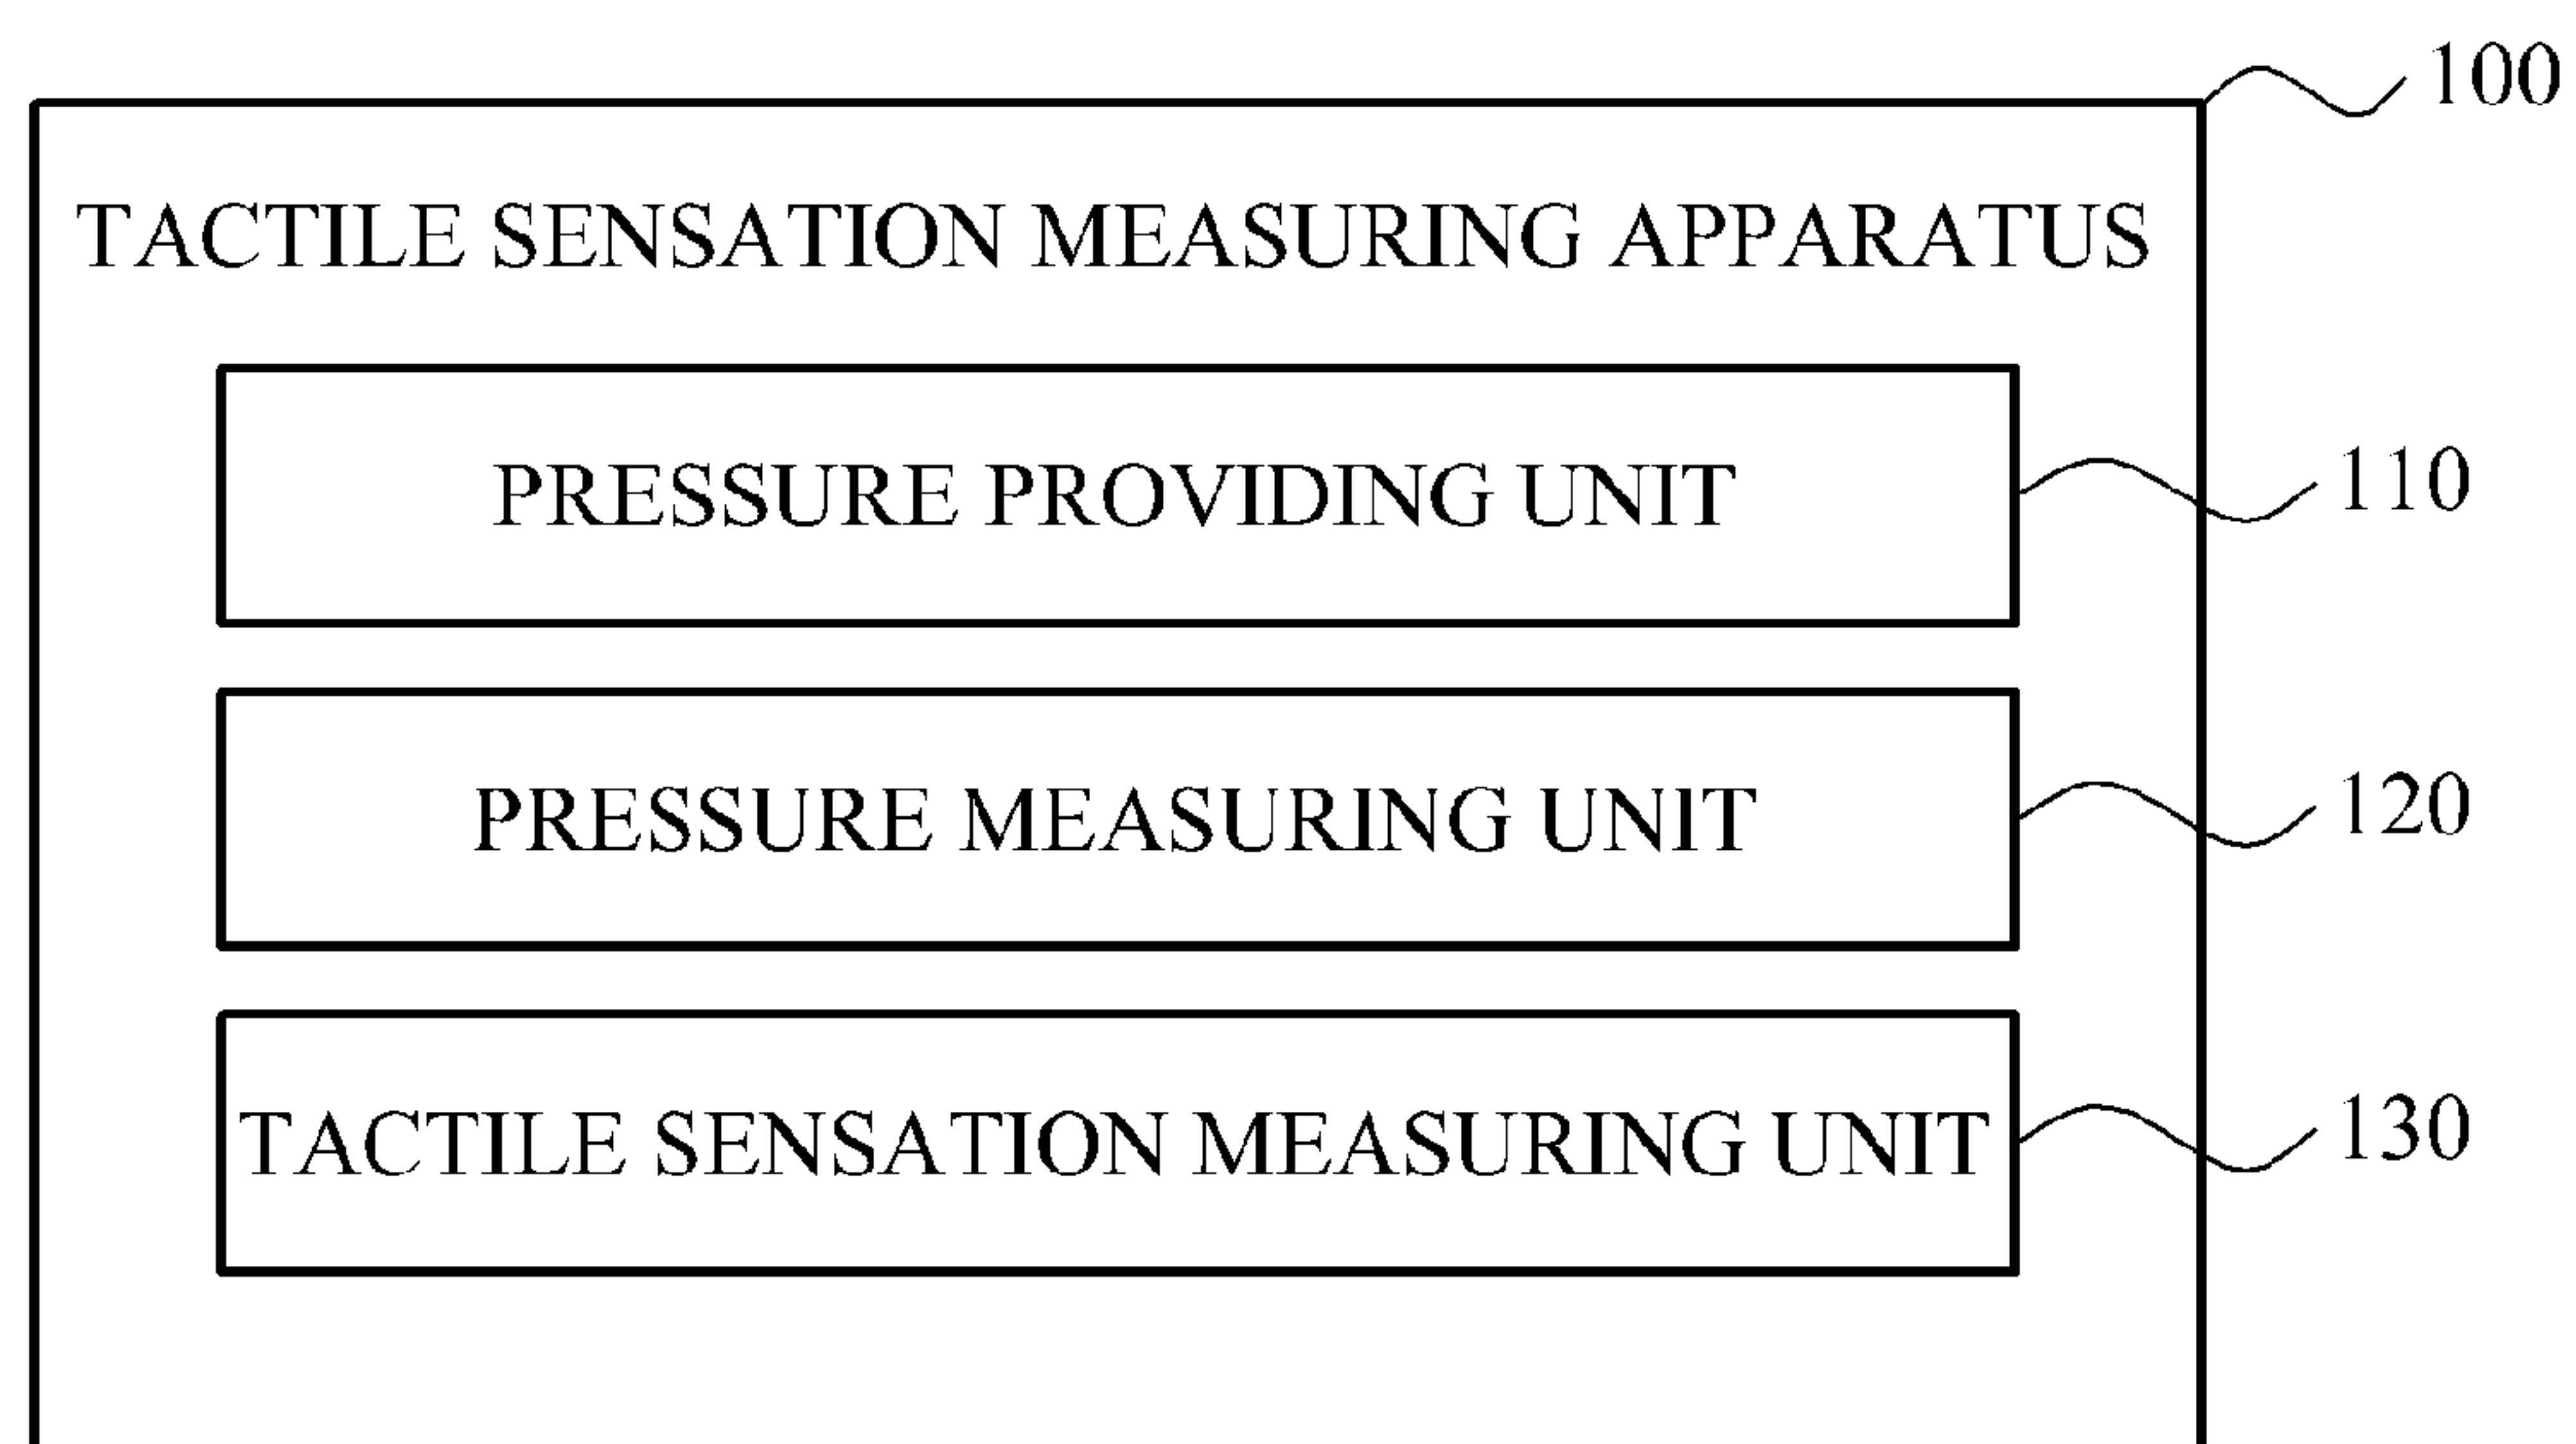 100
TACTILE SENSATION MEASURING APPARATUS
PRESSURE PROVIDING UNIT
110
PRESSURE MEASURING UNIT
120
TACTILE SENSATION MEASURING UNIT
130